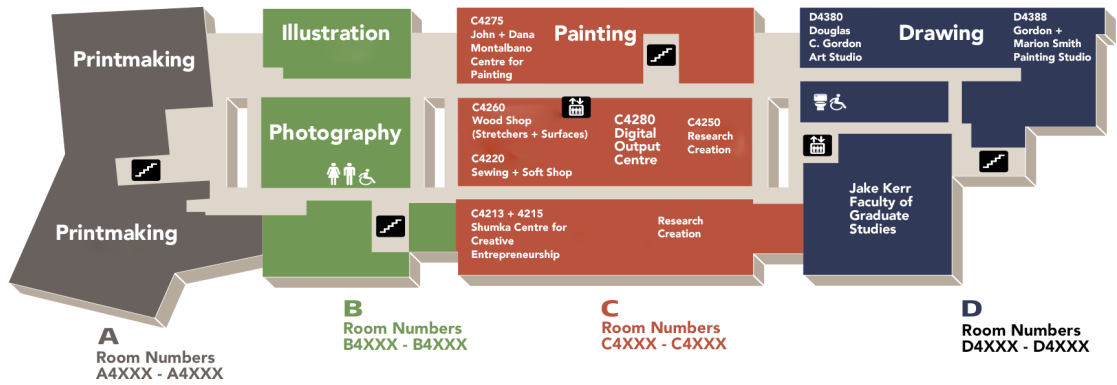 Printmaking
Printmaking
A
Room Numbers
A4XXX - A4XXX
Illustration
Photography
B
Room Numbers
B4XXX - B4XXX
C4275
John + Dana
Montalbano
Centre for
Painting
Painting
C4260
Wood Shop
(Stretchers + Surfaces)
C4220
Sewing + Soft Shop
C4280
Digital
Output
Centre
C4250
Research
Creation
C4213 + 4215
Shumka Centre for
Creative
Entrepreneurship
Research
Creation
C
Room Numbers
C4XXX - C4XXX
D4380
Douglas
C. Gordon
Art Studio
Drawing
D4388
Gordon +
Marion Smith
Painting Studio
Jake Kerr
Faculty of
Graduate
Studies
D
Room Numbers
D4XXX - D4XXX